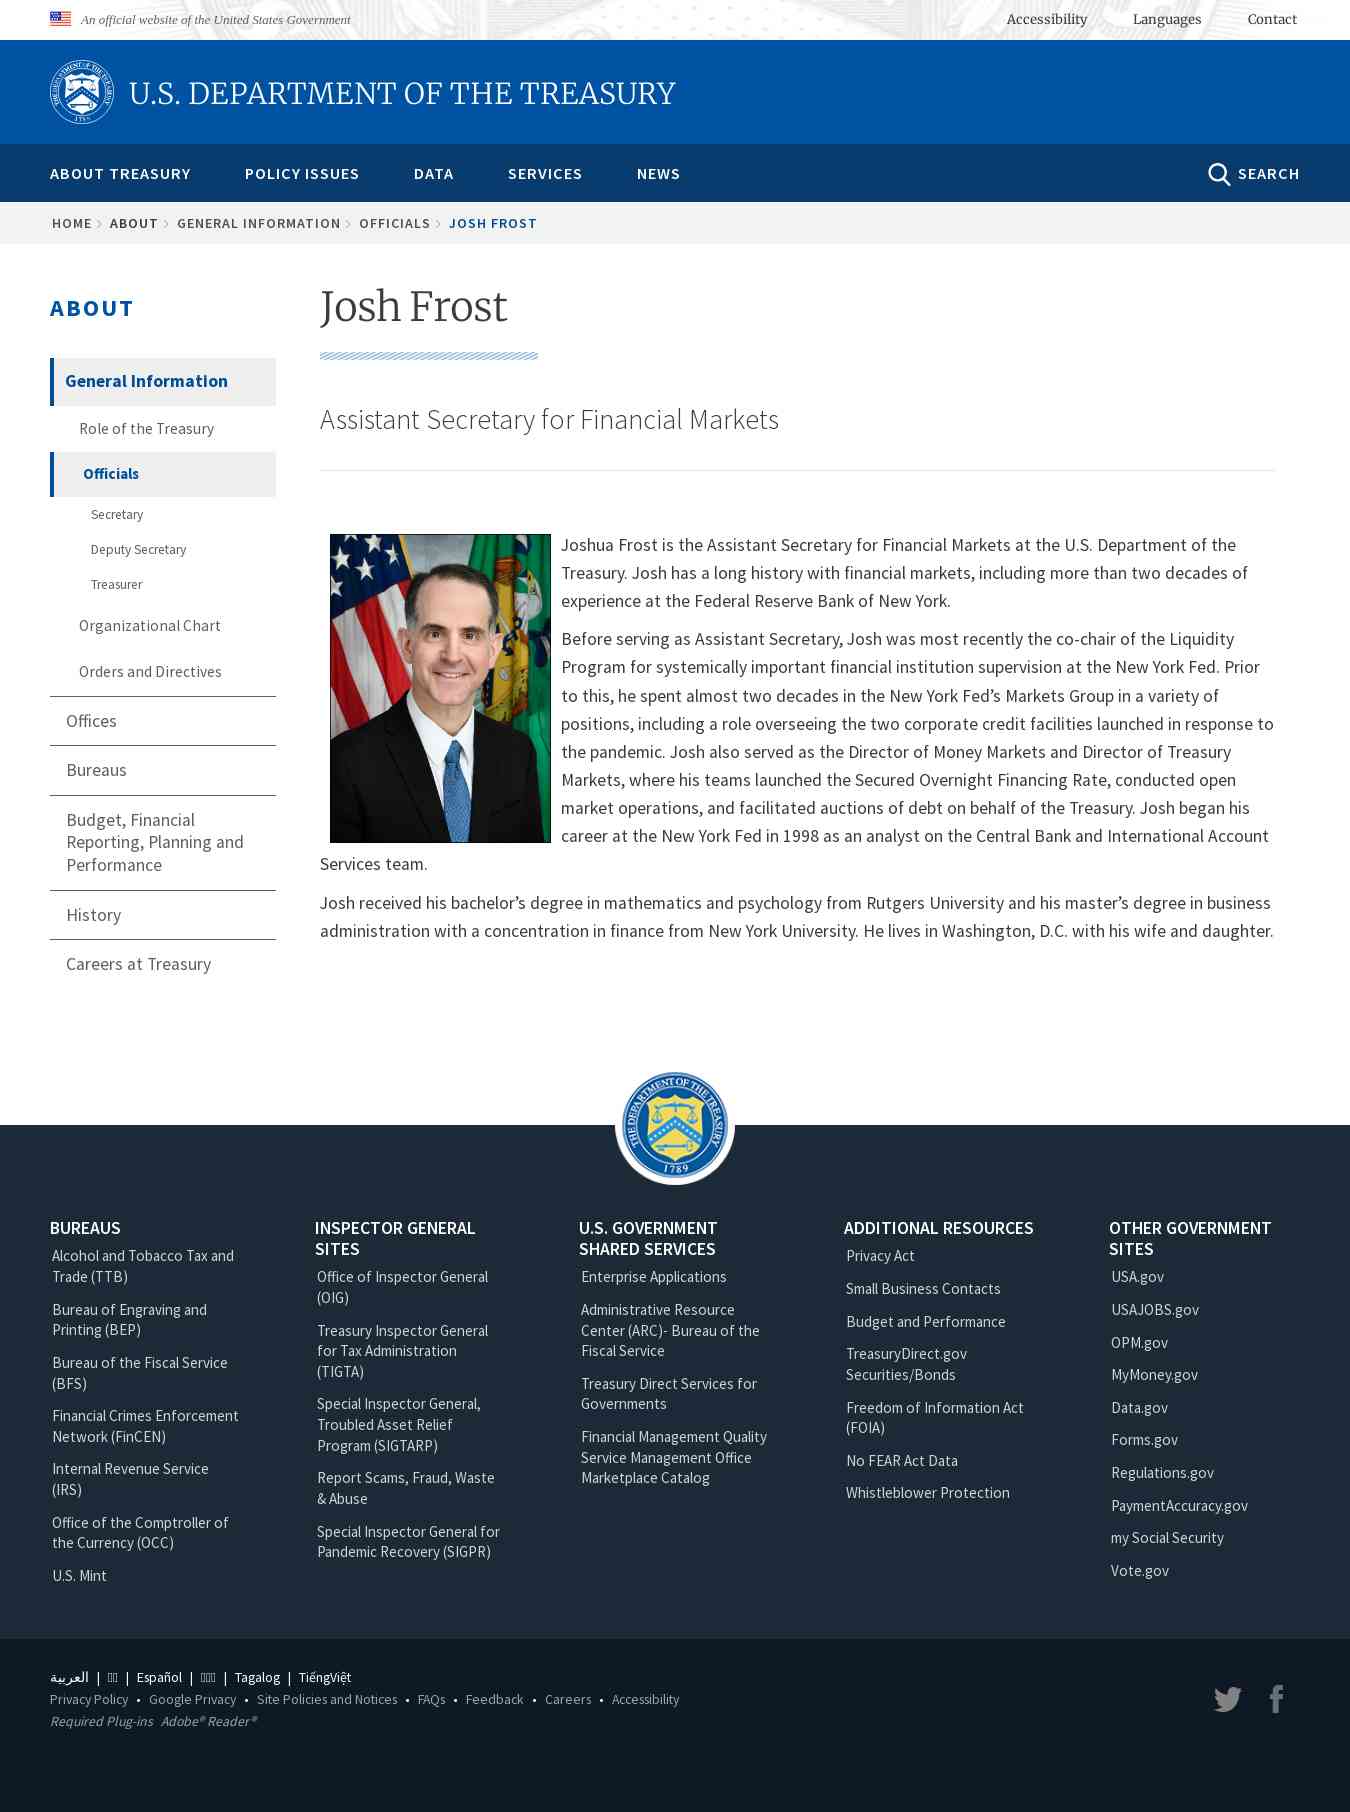 An official website of the United States Government
Accessibility Languages Contact
U.S. DEPARTMENT OF THE TREASURY
ABOUT TREASURY POLICY ISSUES DATA SERVICES NEWS SEARCH
HOME ABOUT GENERAL INFORMATION OFFICIALS JOSH FROST
ABOUT
General Information
Role of the Treasury
Officials
Secretary
Deputy Secretary
Treasurer
Organizational Chart
Orders and Directives
Offices
Bureaus
Budget, Financial
Reporting, Planning and
Performance
History
Careers at Treasury
Josh Frost
Assistant Secretary for Financial Markets
Joshua Frost is the Assistant Secretary for Financial Markets at the U.S. Department of the
Treasury. Josh has a long history with financial markets, including more than two decades of
experience at the Federal Reserve Bank of New York.
Before serving as Assistant Secretary, Josh was most recently the co-chair of the Liquidity
Program for systemically important financial institution supervision at the New York Fed. Prior
to this, he spent almost two decades in the New York Fed’s Markets Group in a variety of
positions, including a role overseeing the two corporate credit facilities launched in response to
the pandemic. Josh also served as the Director of Money Markets and Director of Treasury
Markets, where his teams launched the Secured Overnight Financing Rate, conducted open
market operations, and facilitated auctions of debt on behalf of the Treasury. Josh began his
career at the New York Fed in 1998 as an analyst on the Central Bank and International Account
Services team.
Josh received his bachelor’s degree in mathematics and psychology from Rutgers University and his master’s degree in business
administration with a concentration in finance from New York University. He lives in Washington, D.C. with his wife and daughter.
THE DEPARTMENT OF THE TREASURY
1789
BUREAUS
Alcohol and Tobacco Tax and
Trade (TTB)
Bureau of Engraving and
Printing (BEP)
Bureau of the Fiscal Service
(BFS)
Financial Crimes Enforcement
Network (FinCEN)
Internal Revenue Service
(IRS)
Office of the Comptroller of
the Currency (OCC)
U.S. Mint
INSPECTOR GENERAL
SITES
Office of Inspector General
(OIG)
Treasury Inspector General
for Tax Administration
(TIGTA)
Special Inspector General,
Troubled Asset Relief
Program (SIGTARP)
Report Scams, Fraud, Waste
& Abuse
Special Inspector General for
Pandemic Recovery (SIGPR)
U.S. GOVERNMENT
SHARED SERVICES
Enterprise Applications
Administrative Resource
Center (ARC)- Bureau of the
Fiscal Service
Treasury Direct Services for
Governments
Financial Management Quality
Service Management Office
Marketplace Catalog
ADDITIONAL RESOURCES
Privacy Act
Small Business Contacts
Budget and Performance
TreasuryDirect.gov
Securities/Bonds
Freedom of Information Act
(FOIA)
No FEAR Act Data
Whistleblower Protection
OTHER GOVERNMENT
SITES
USA.gov
USAJOBS.gov
OPM.gov
MyMoney.gov
Data.gov
Forms.gov
Regulations.gov
PaymentAccuracy.gov
my Social Security
Vote.gov
العربية | | Español | | Tagalog | TiếngViệt
Privacy Policy • Google Privacy • Site Policies and Notices • FAQs • Feedback • Careers • Accessibility
Required Plug-ins Adobe® Reader®